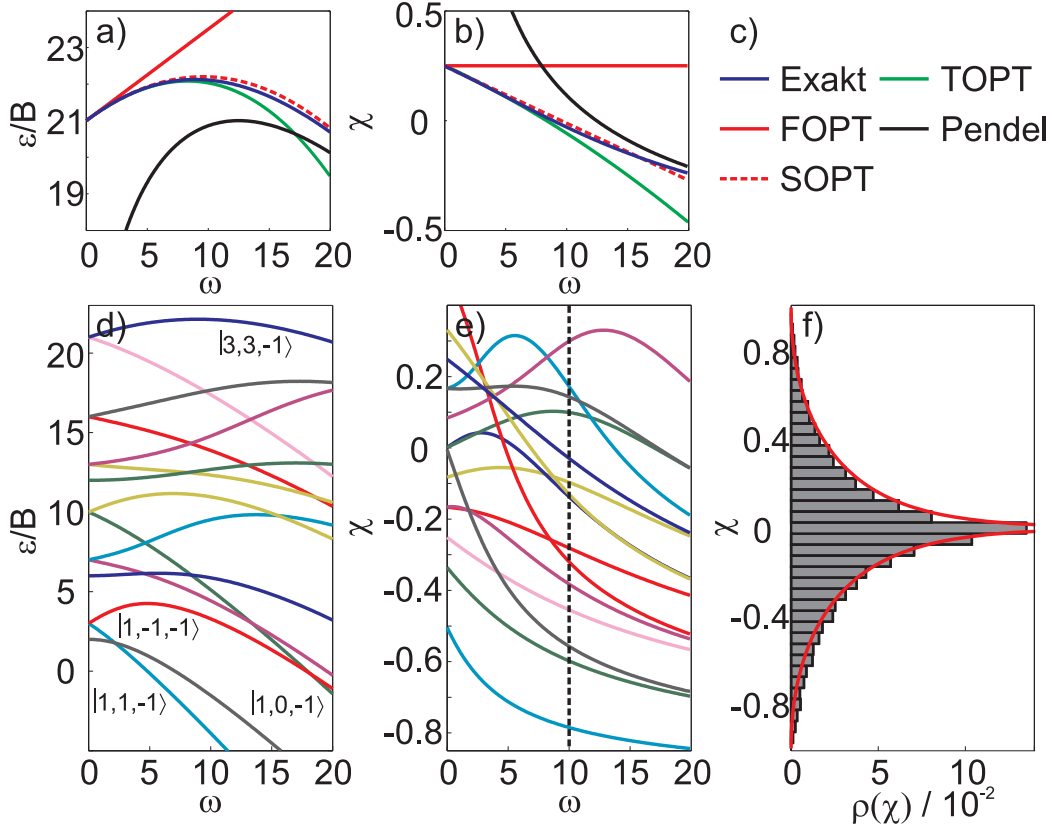 a)
23
21
19
ε/B
0 5 10 15 20
ω
b)
0.5
0
-0.5
χ
0 5 10 15 20
ω
c)
Exakt
FOPT
SOPT
TOPT
Pendel
d)
20
15
10
5
0
ε/B
|3,3,-1⟩
|1,-1,-1⟩
|1,1,-1⟩
|1,0,-1⟩
0 5 10 15 20
ω
e)
0.2
0
-0.2
-0.4
-0.6
-0.8
χ
0 5 10 15 20
ω
f)
0.8
0.4
0
-0.4
-0.8
χ
0 5 10
ρ(χ) / 10⁻²